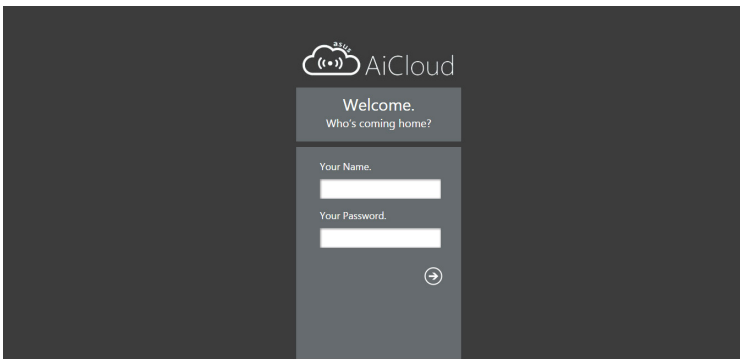 asus
AiCloud
Welcome.
Who's coming home?
Your Name.
Your Password.